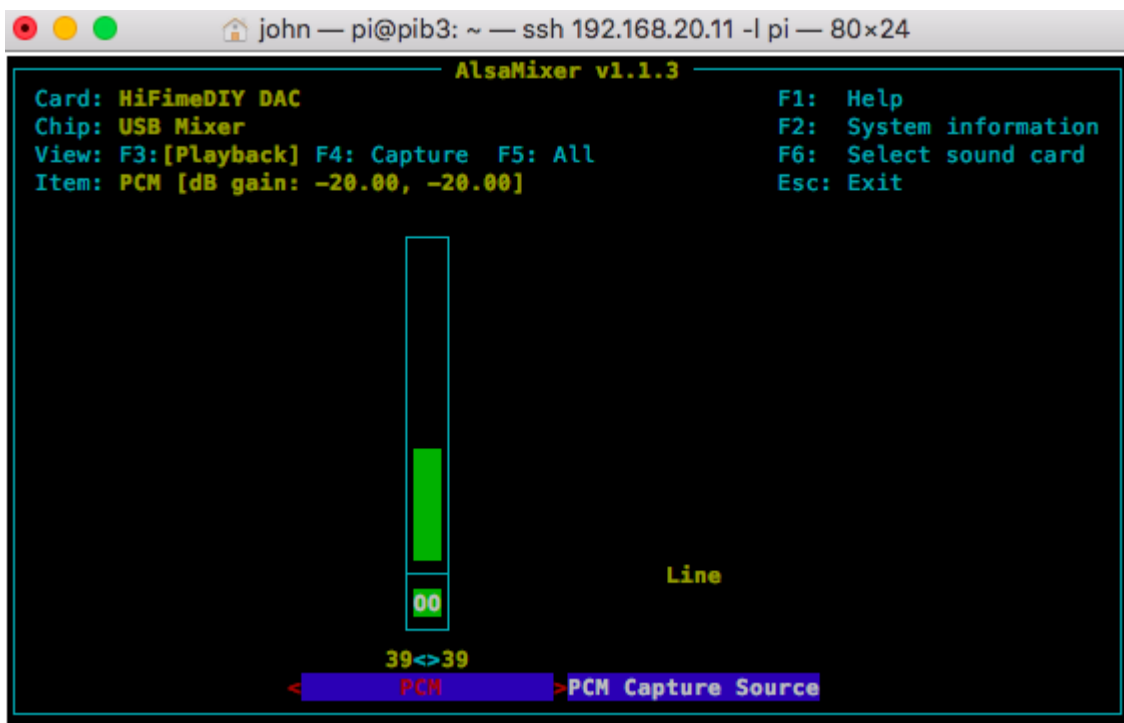 john — pi@pib3: ~ — ssh 192.168.20.11 -l pi — 80×24
AlsaMixer v1.1.3
Card: HiFimeDIY DAC F1: Help
Chip: USB Mixer F2: System information
View: F3:[Playback] F4: Capture F5: All F6: Select sound card
Item: PCM [dB gain: −20.00, −20.00] Esc: Exit
Line
OO
39<>39
< PCM >PCM Capture Source